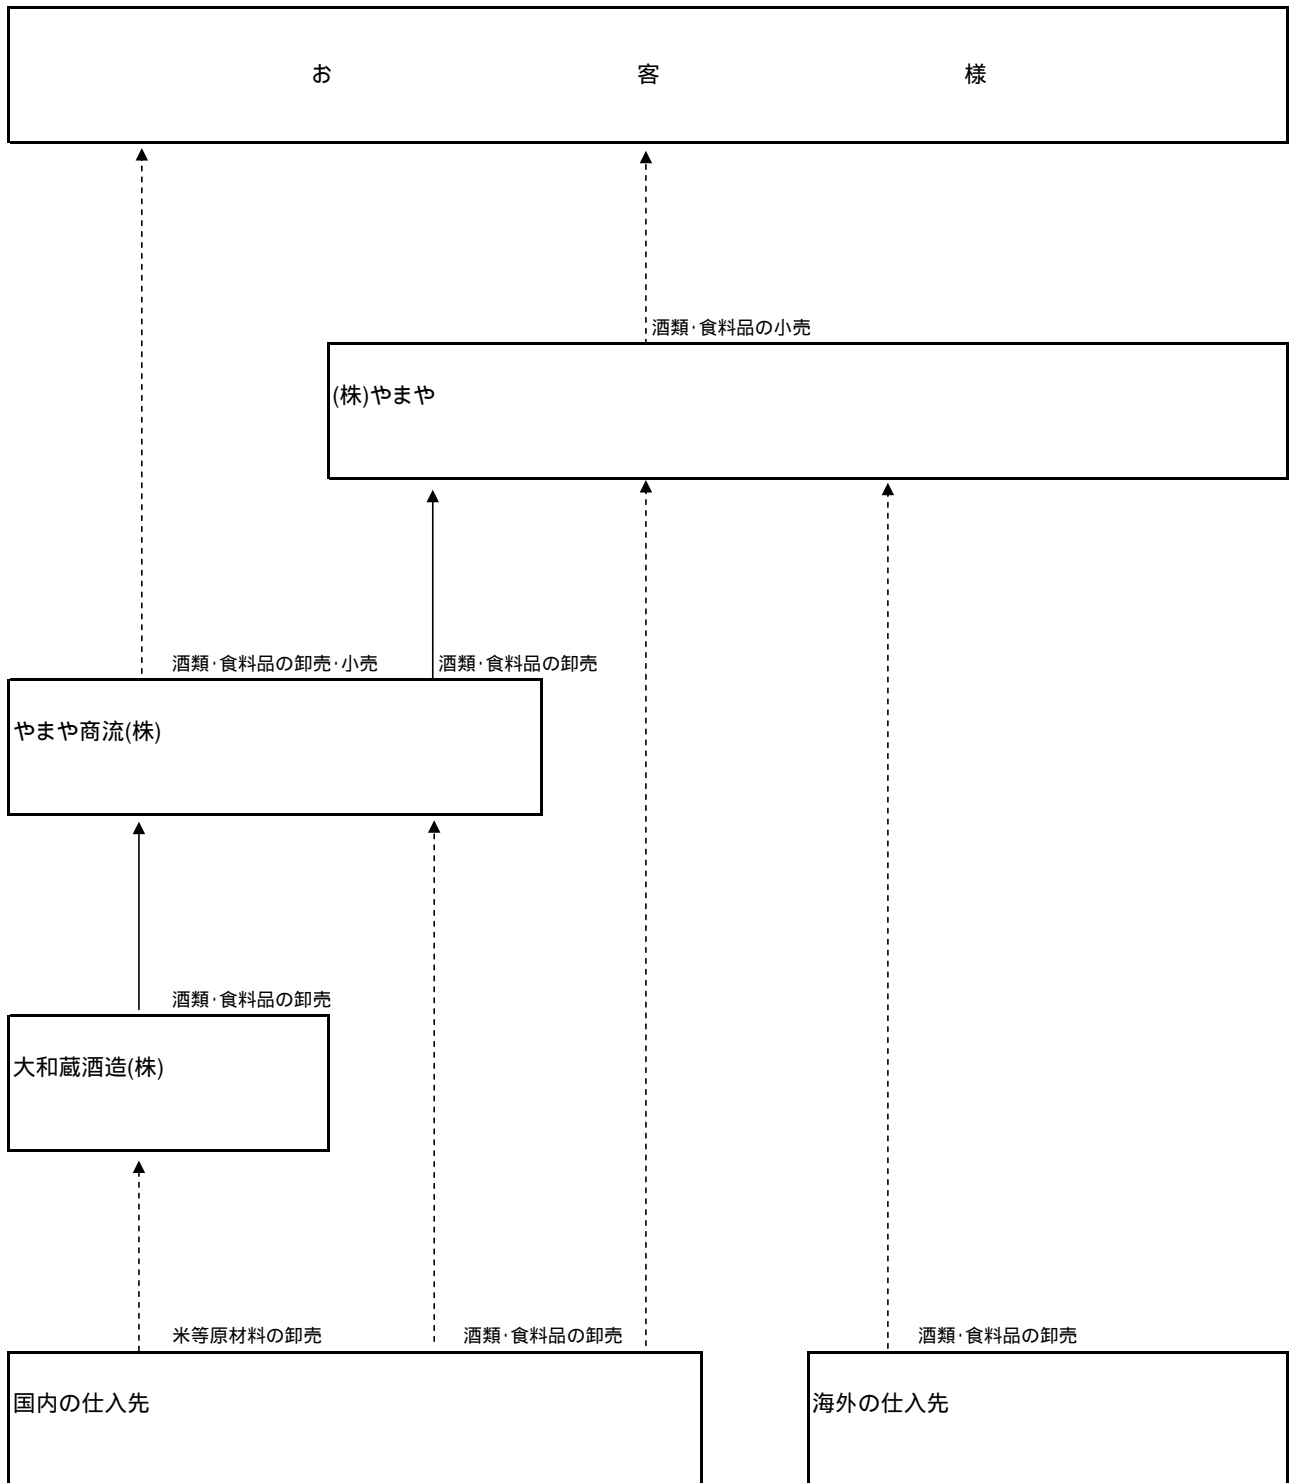 お 客 様
酒類･食料品の小売
(株)やまや
酒類･食料品の卸売･小売
酒類･食料品の卸売
やまや商流(株)
酒類･食料品の卸売
大和蔵酒造(株)
米等原材料の卸売
酒類･食料品の卸売
酒類･食料品の卸売
国内の仕入先
海外の仕入先